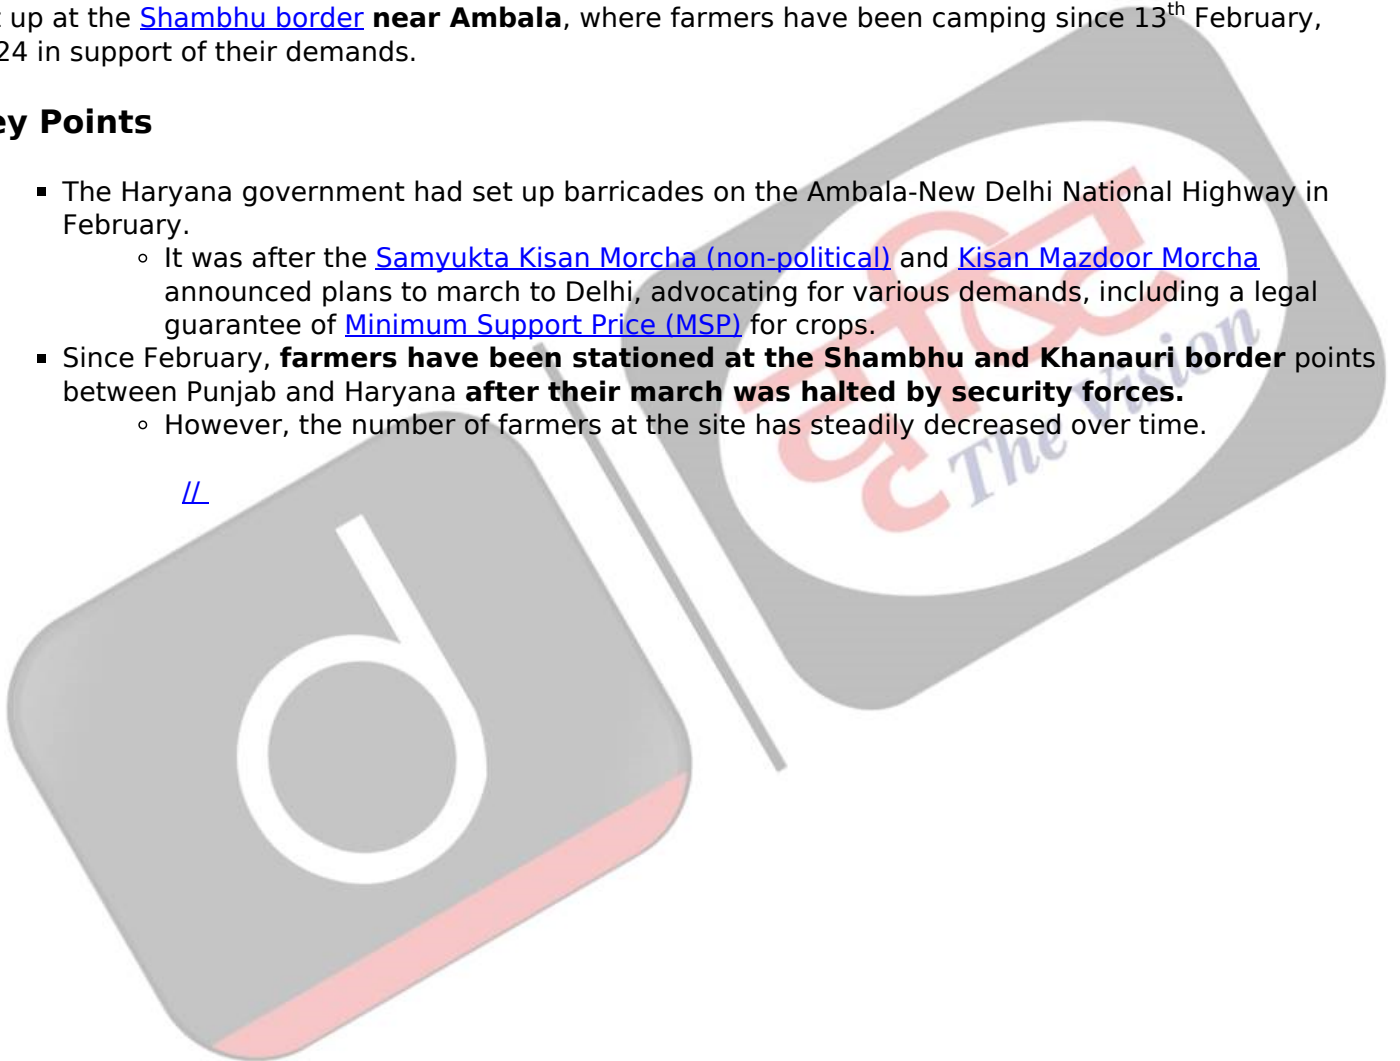 up at the Shambhu border near Ambala, where farmers have been camping since 13th February,
24 in support of their demands.
ey Points
▪ The Haryana government had set up barricades on the Ambala-New Delhi National Highway in
February.
◦ It was after the Samyukta Kisan Morcha (non-political) and Kisan Mazdoor Morcha
announced plans to march to Delhi, advocating for various demands, including a legal
guarantee of Minimum Support Price (MSP) for crops.
▪ Since February, farmers have been stationed at the Shambhu and Khanauri border points
between Punjab and Haryana after their march was halted by security forces.
◦ However, the number of farmers at the site has steadily decreased over time.
//
d
दृष्टि
The Vision